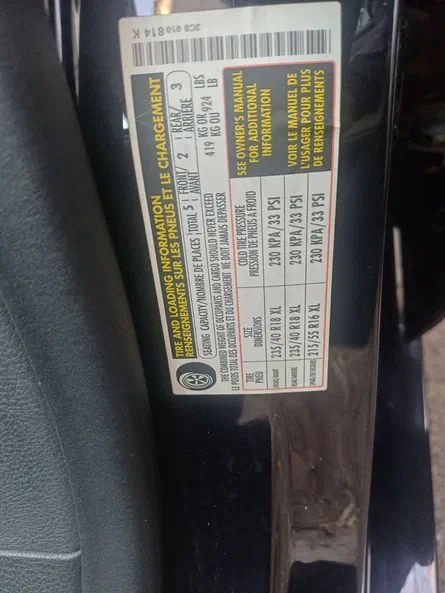 TIRE AND LOADING INFORMATION
RENSEIGNEMENTS SUR LES PNEUS ET LE CHARGEMENT
SEATING CAPACITY/NOMBRE DE PLACES TOTAL 5 FRONT/AVANT 2 REAR/ARRIÈRE 3
THE COMBINED WEIGHT OF OCCUPANTS AND CARGO SHOULD NEVER EXCEED 419 KG OR 924 LBS
LE POIDS TOTAL DES OCCUPANTS ET DU CHARGEMENT NE DOIT JAMAIS DÉPASSER KG OU LB
TIRE SIZE COLD TIRE PRESSURE
PNEU DIMENSIONS PRESSION DE PNEUS À FROID
235/40 R18 XL 230 KPA/33 PSI
235/40 R18 XL 230 KPA/33 PSI
215/55 R16 XL 230 KPA/33 PSI
SEE OWNER'S MANUAL
FOR ADDITIONAL
INFORMATION
VOIR LE MANUEL DE
L'USAGER POUR PLUS
DE RENSEIGNEMENTS
3C8 010 814 K